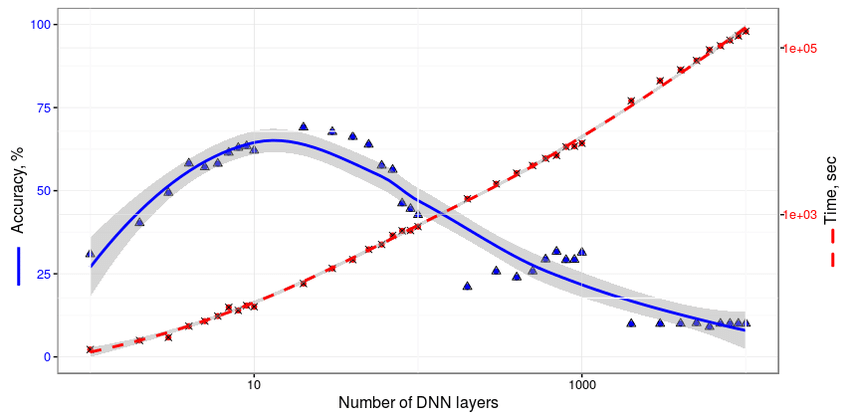 100
75
50
25
0
Accuracy, %
10
1000
Number of DNN layers
1e+05
1e+03
Time, sec